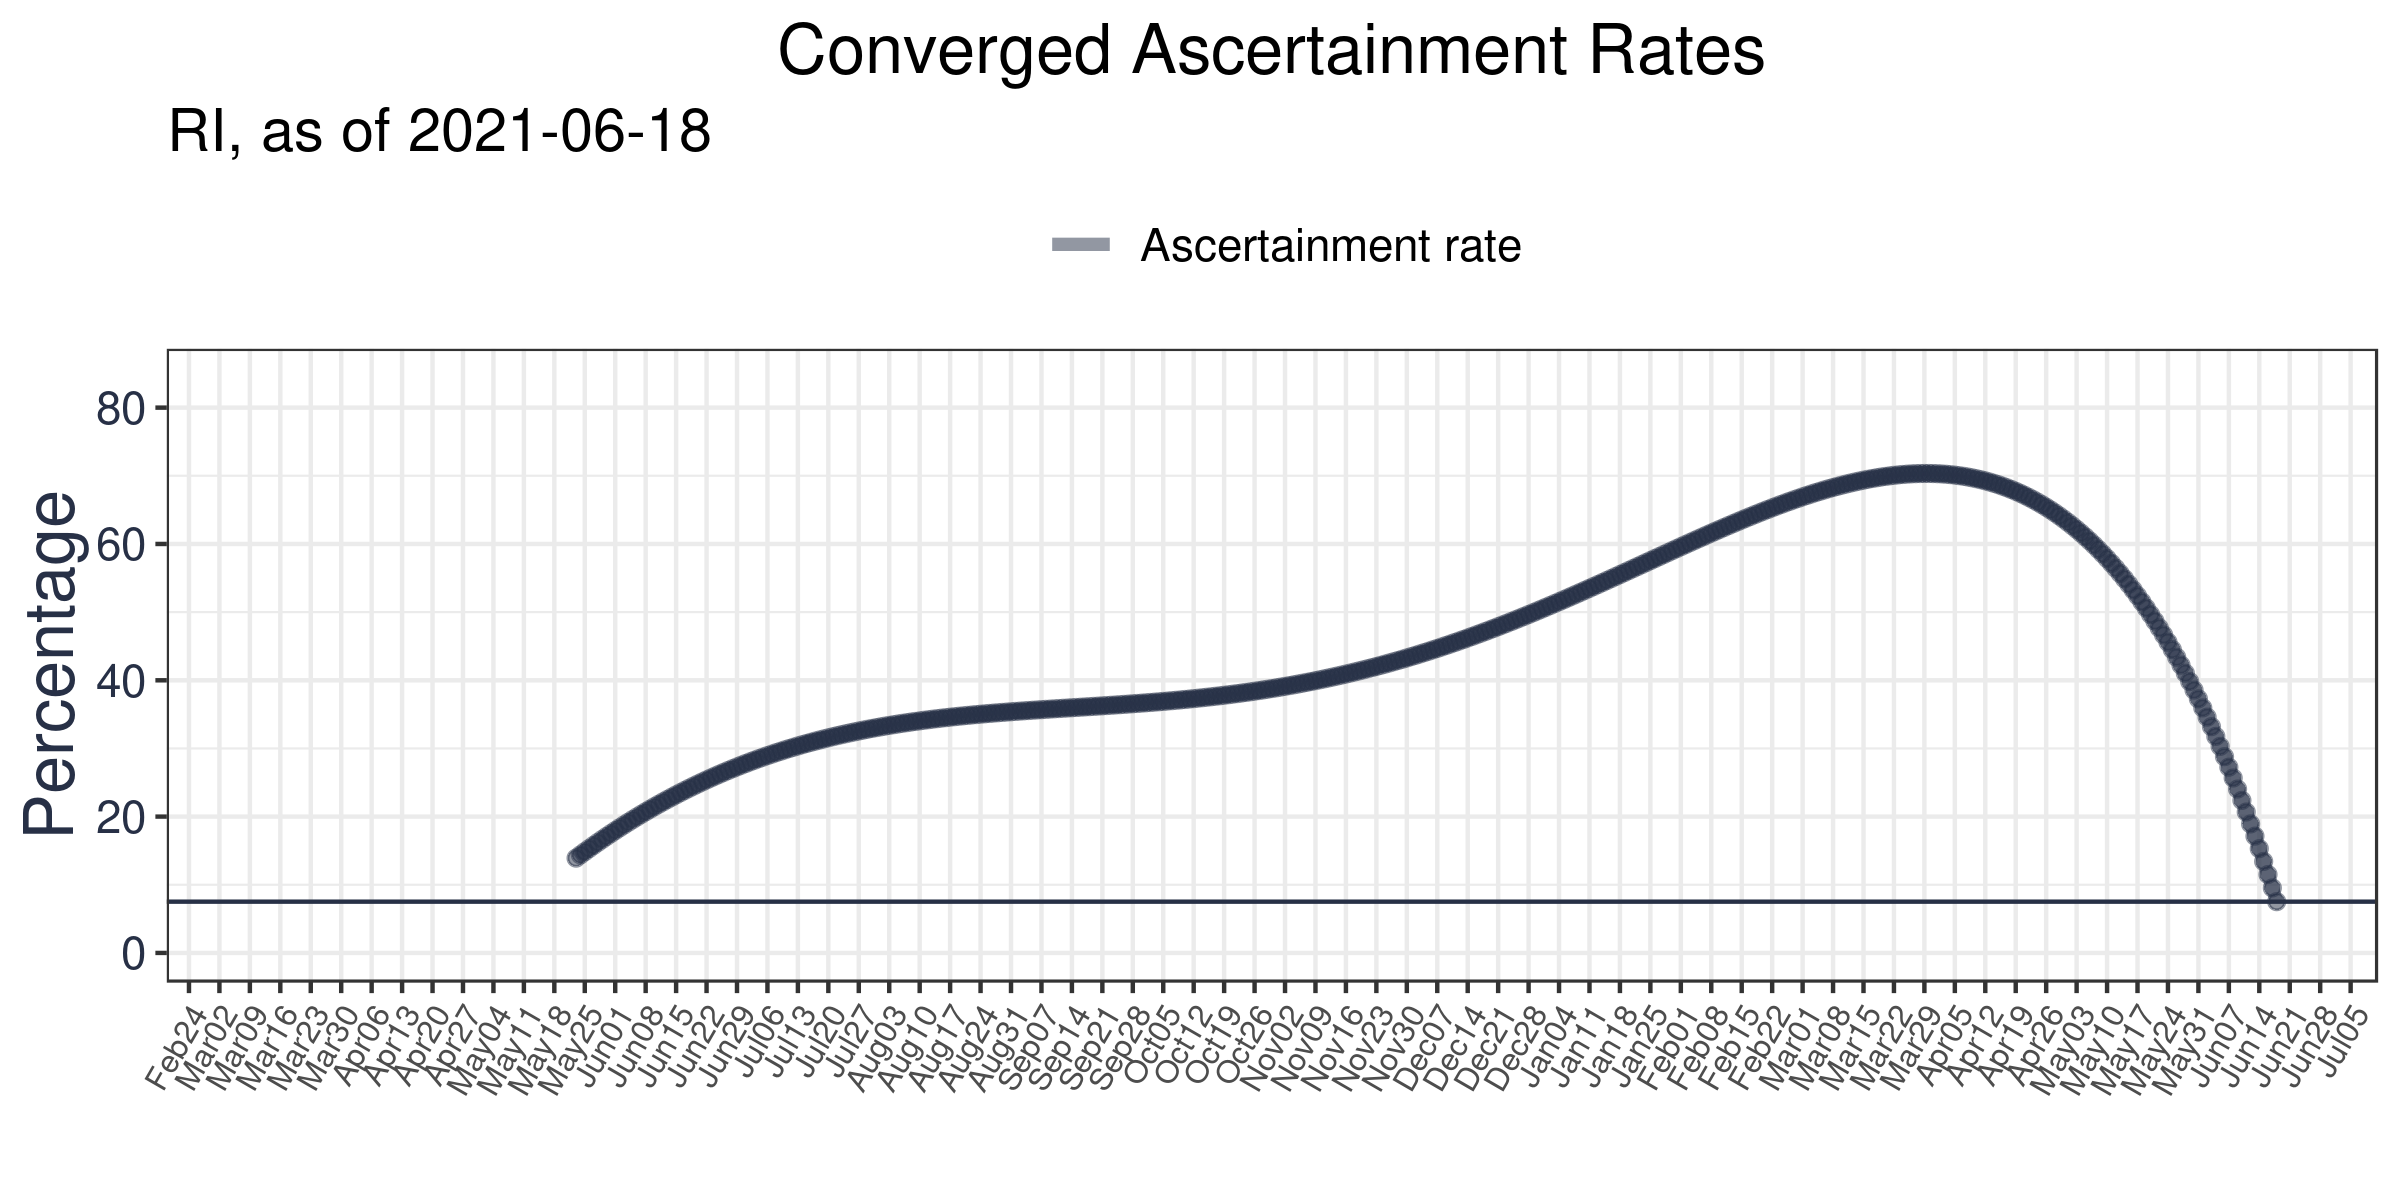 Converged Ascertainment Rates
RI, as of 2021-06-18
Ascertainment rate
Percentage
80
60
40
20
0
Feb24
Mar02
Mar09
Mar16
Mar23
Mar30
Apr06
Apr13
Apr20
Apr27
May04
May11
May18
May25
Jun01
Jun08
Jun15
Jun22
Jun29
Jul06
Jul13
Jul20
Jul27
Aug03
Aug10
Aug17
Aug24
Aug31
Sep07
Sep14
Sep21
Sep28
Oct05
Oct12
Oct19
Oct26
Nov02
Nov09
Nov16
Nov23
Nov30
Dec07
Dec14
Dec21
Dec28
Jan04
Jan11
Jan18
Jan25
Feb01
Feb08
Feb15
Feb22
Mar01
Mar08
Mar15
Mar22
Mar29
Apr05
Apr12
Apr19
Apr26
May03
May10
May17
May24
May31
Jun07
Jun14
Jun21
Jun28
Jul05